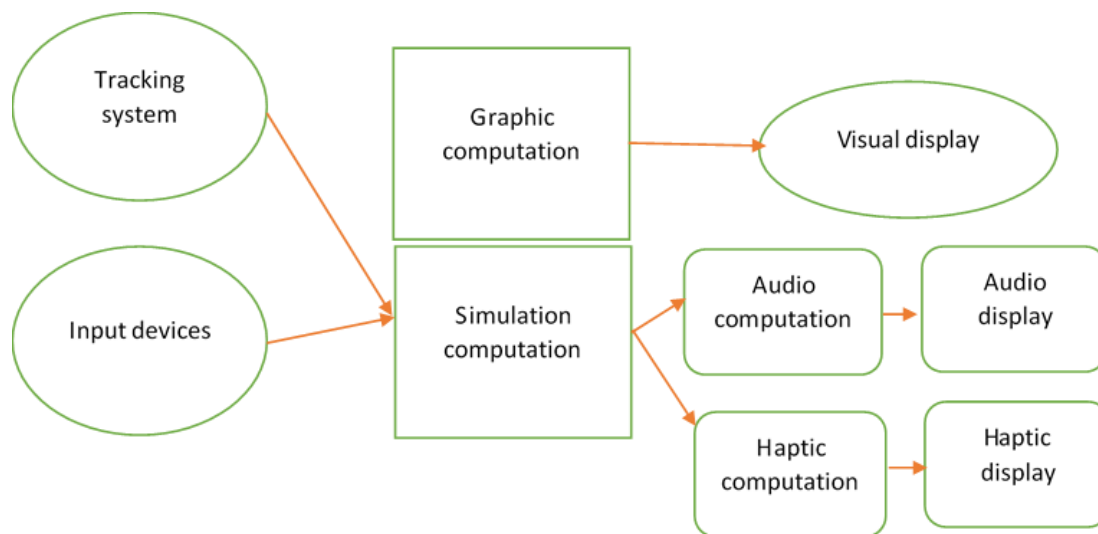 Tracking
system
Graphic
computation
Visual display
Input devices
Simulation
computation
Audio
computation
Audio
display
Haptic
computation
Haptic
display